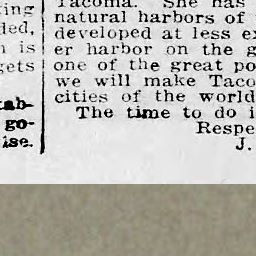 ing
ded,
n is
gets
tab-
go-
ise.
Tacoma. She has
natural harbors of
developed at less ex
er harbor on the g
one of the great po
we will make Taco
cities of the world
The time to do i
Respe
J.